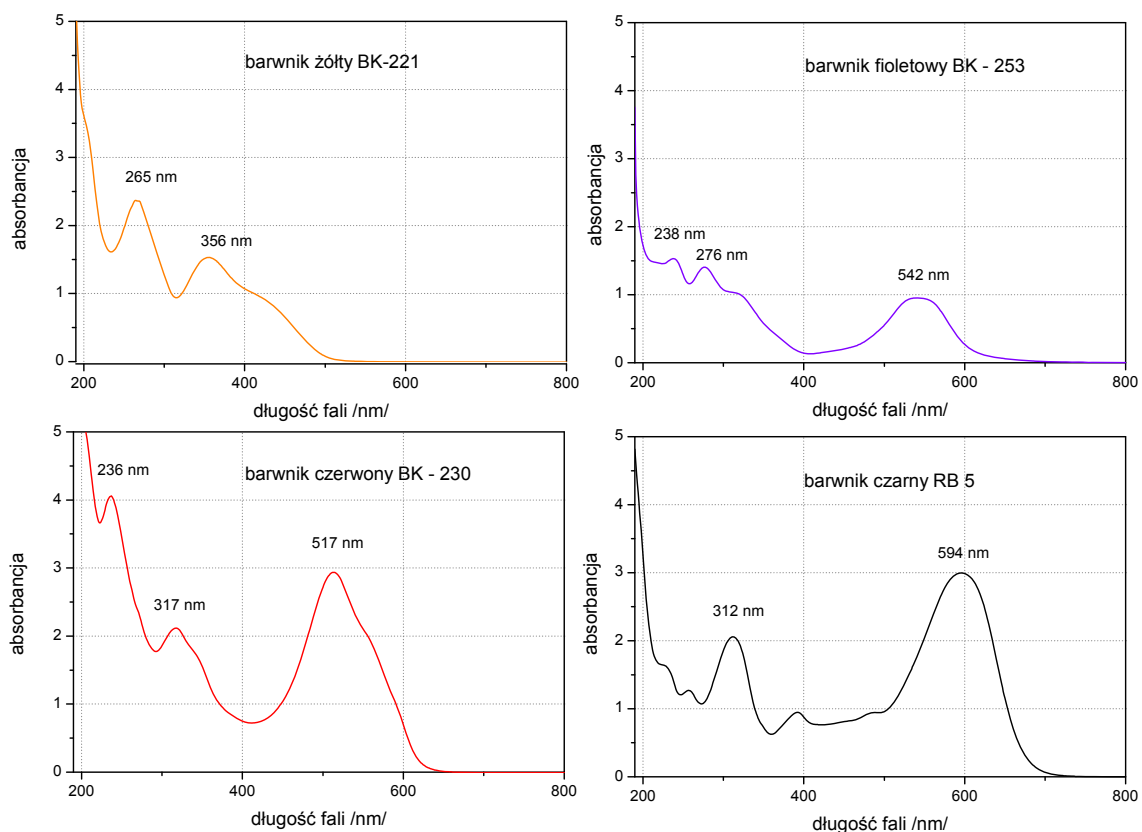 barwnik żółty BK-221
265 nm
356 nm
absorbancja
5
4
3
2
1
0
200
400
600
800
długość fali /nm/
barwnik fioletowy BK - 253
238 nm
276 nm
542 nm
absorbancja
5
4
3
2
1
0
200
400
600
800
długość fali /nm/
barwnik czerwony BK - 230
236 nm
317 nm
517 nm
absorbancja
5
4
3
2
1
0
200
400
600
800
długość fali /nm/
barwnik czarny RB 5
312 nm
594 nm
absorbancja
5
4
3
2
1
0
200
400
600
800
długość fali /nm/